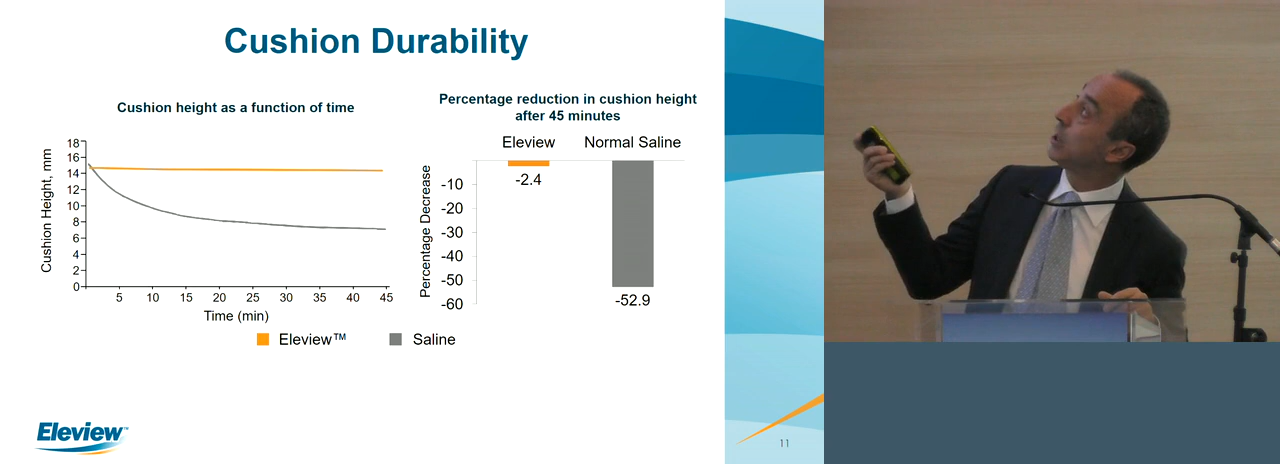 Cushion Durability
Cushion height as a function of time
Cushion Height, mm
18
16
14
12
10
8
6
4
2
0
5 10 15 20 25 30 35 40 45
Time (min)
Percentage reduction in cushion height
after 45 minutes
Eleview Normal Saline
Percentage Decrease
-10
-20
-30
-40
-50
-60
-2.4
-52.9
Eleview™ Saline
Eleview™
11